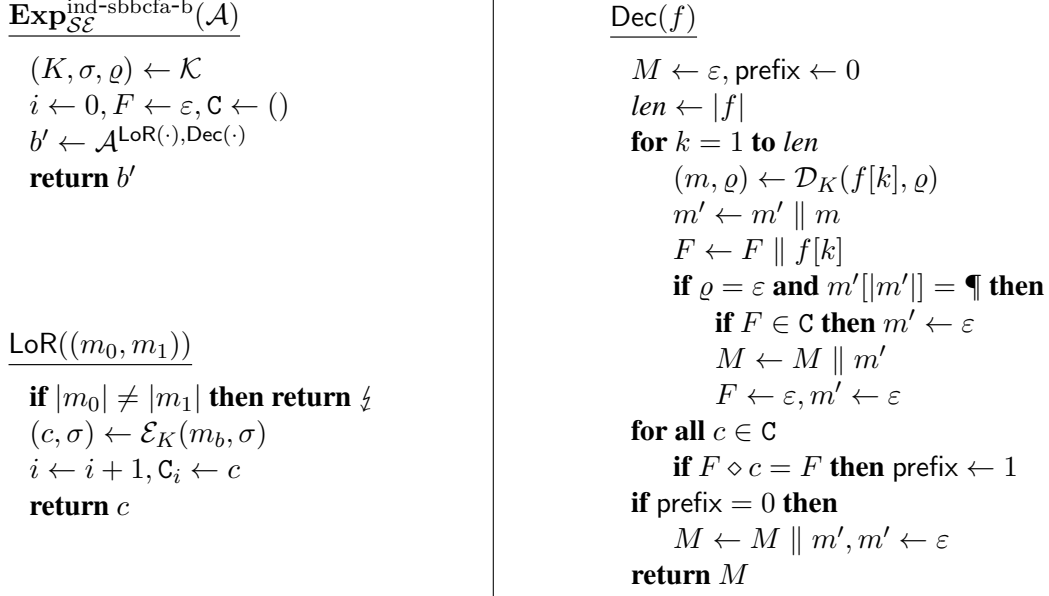 Exp^{ind-sbbcfa-b}_{𝒮ℰ}(𝒜)
(K, σ, ϱ) ← 𝒦
i ← 0, F ← ε, C ← ()
b′ ← 𝒜^{LoR(·),Dec(·)}
return b′
LoR((m_0, m_1))
if |m_0| ≠ |m_1| then return ↯
(c, σ) ← ℰ_K(m_b, σ)
i ← i + 1, C_i ← c
return c
Dec(f)
M ← ε, prefix ← 0
len ← |f|
for k = 1 to len
(m, ϱ) ← 𝒟_K(f[k], ϱ)
m′ ← m′ ∥ m
F ← F ∥ f[k]
if ϱ = ε and m′[|m′|] = ¶ then
if F ∈ C then m′ ← ε
M ← M ∥ m′
F ← ε, m′ ← ε
for all c ∈ C
if F ⋄ c = F then prefix ← 1
if prefix = 0 then
M ← M ∥ m′, m′ ← ε
return M